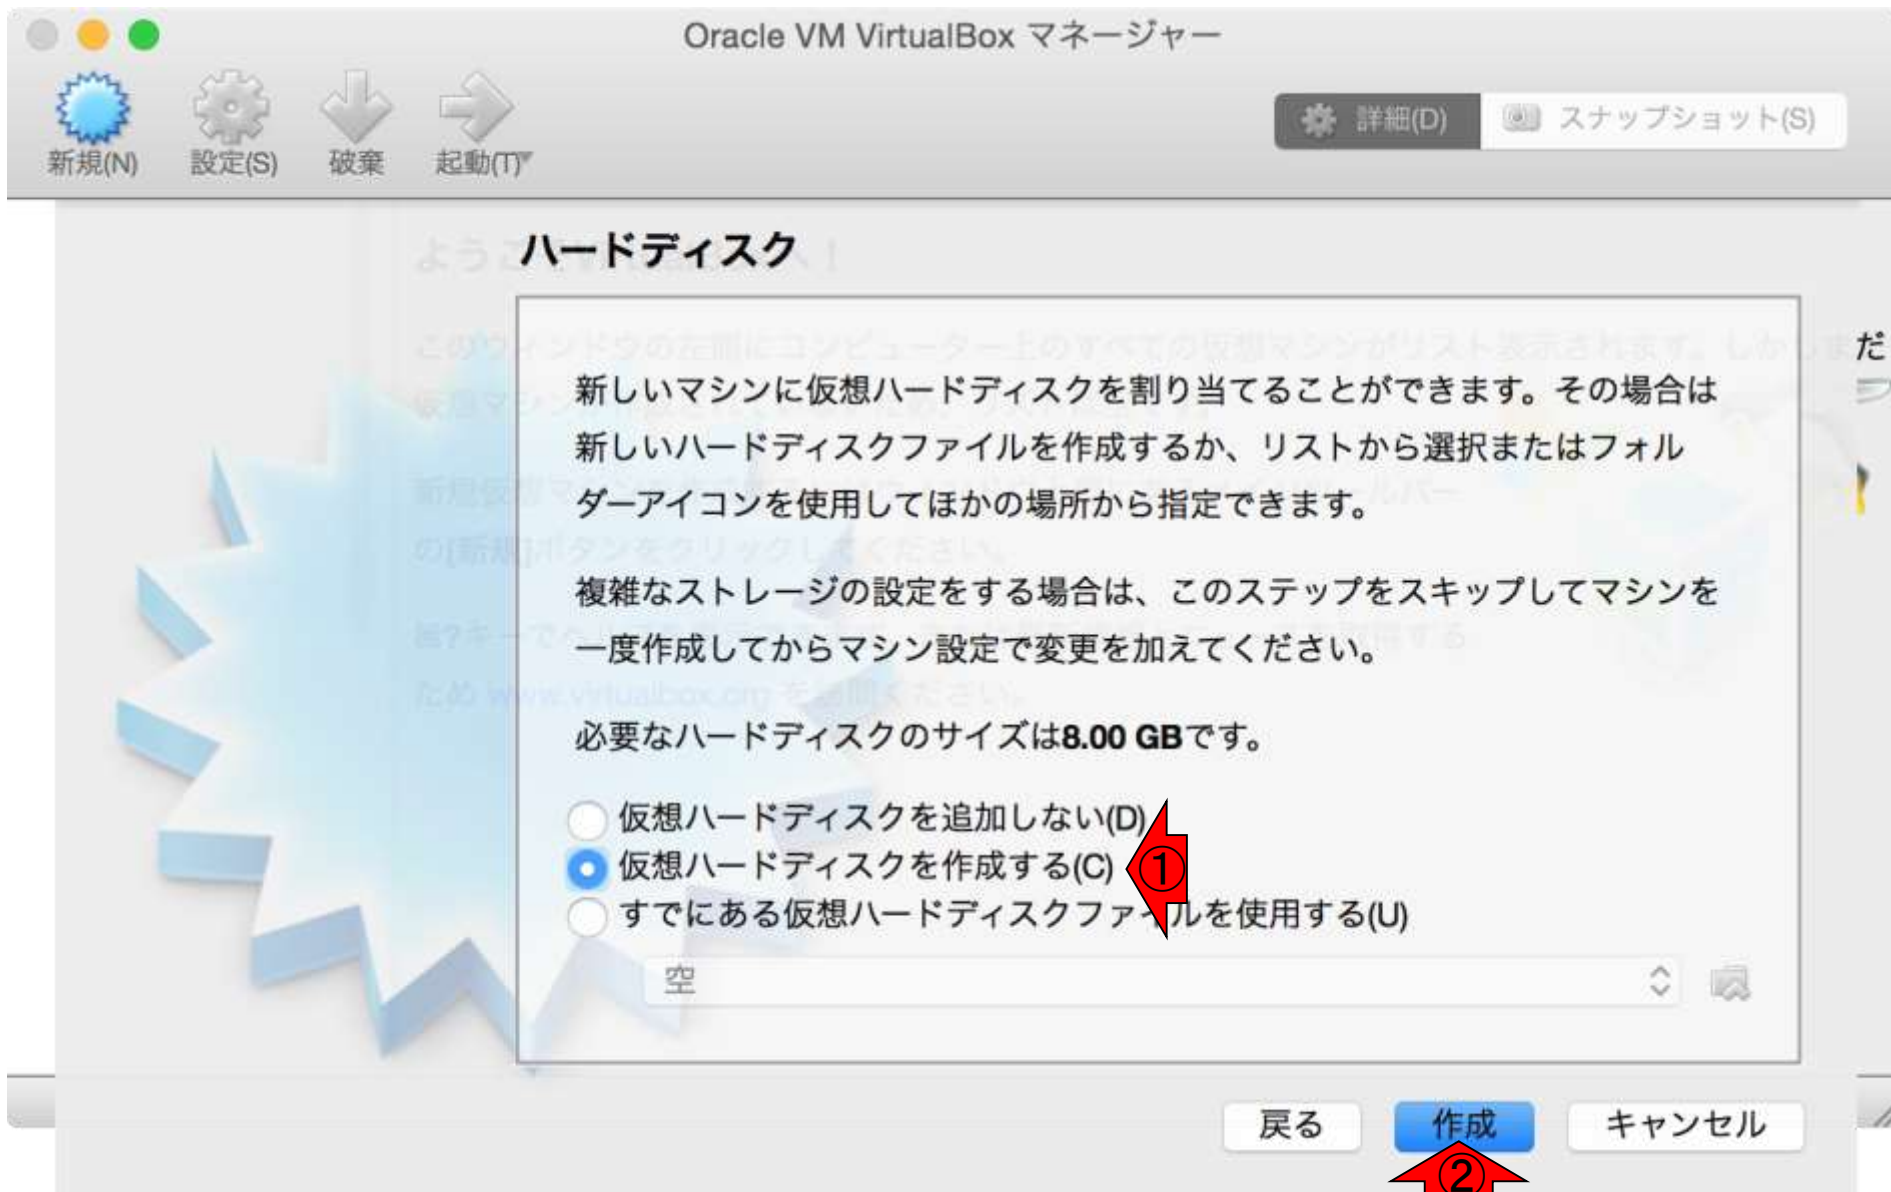 Oracle VM VirtualBox マネージャー
新規(N)
設定(S)
破棄
起動(T)
詳細(D)
スナップショット(S)
ハードディスク
だ
新しいマシンに仮想ハードディスクを割り当てることができます。その場合は
新しいハードディスクファイルを作成するか、リストから選択またはフォル
ダーアイコンを使用してほかの場所から指定できます。
複雑なストレージの設定をする場合は、このステップをスキップしてマシンを
一度作成してからマシン設定で変更を加えてください。
必要なハードディスクのサイズは8.00 GBです。
仮想ハードディスクを追加しない(D)
仮想ハードディスクを作成する(C)
①
すでにある仮想ハードディスクファイルを使用する(U)
空
戻る
作成
キャンセル
②